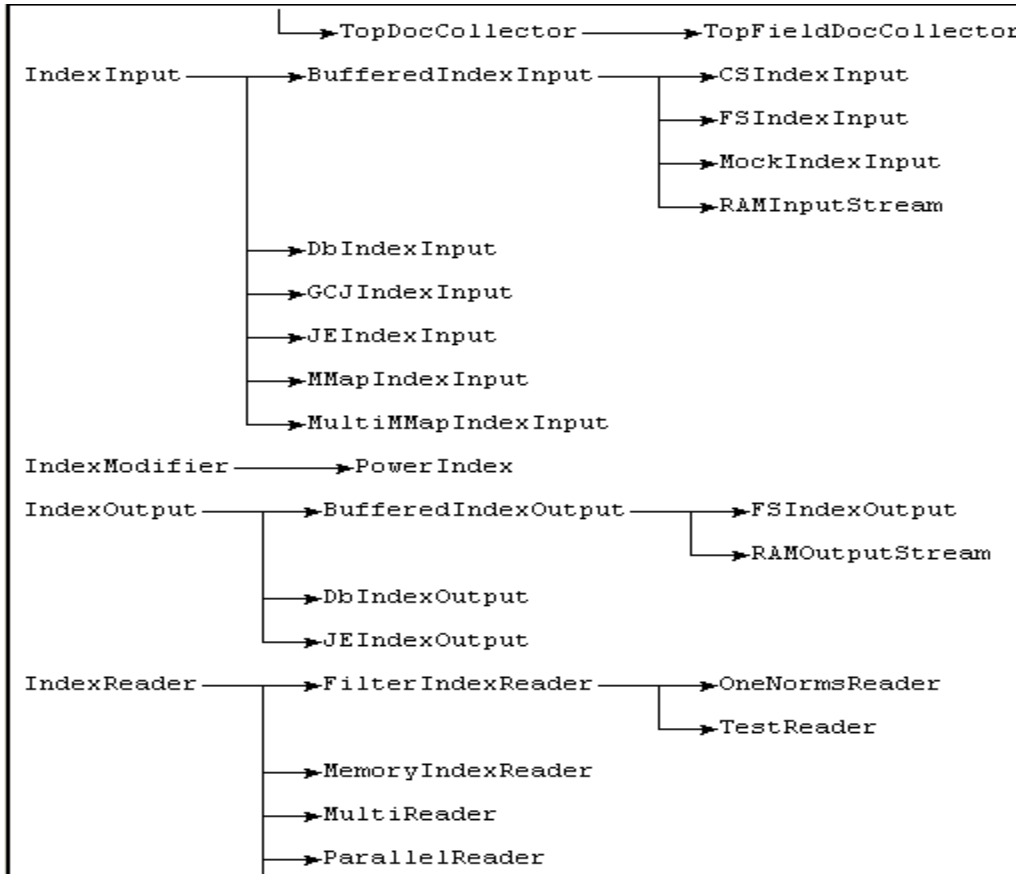 TopDocCollector TopFieldDocCollector
IndexInput BufferedIndexInput CSIndexInput
FSIndexInput
MockIndexInput
RAMInputStream
DbIndexInput
GCJIndexInput
JEIndexInput
MMapIndexInput
MultiMMapIndexInput
IndexModifier PowerIndex
IndexOutput BufferedIndexOutput FSIndexOutput
RAMOutputStream
DbIndexOutput
JEIndexOutput
IndexReader FilterIndexReader OneNormsReader
TestReader
MemoryIndexReader
MultiReader
ParallelReader